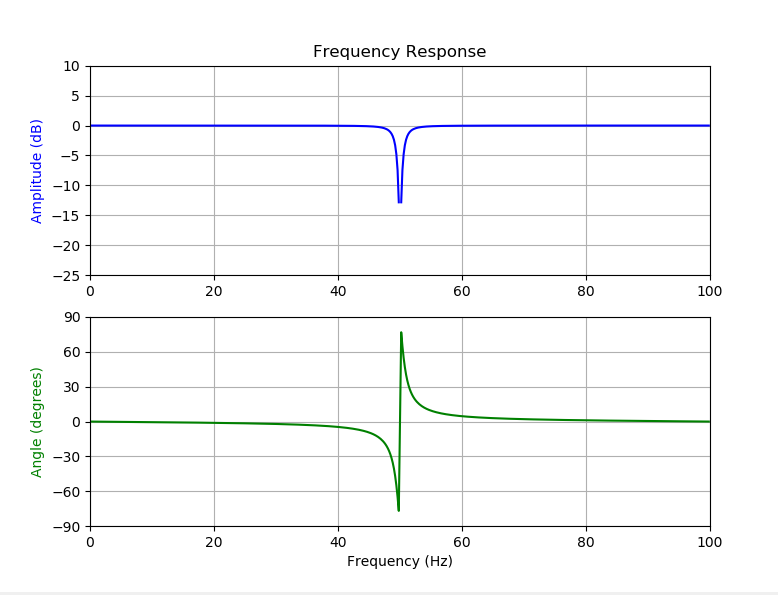 Frequency Response
10
5
0
−5
−10
−15
−20
−25
Amplitude (dB)
0 20 40 60 80 100
90
60
30
0
−30
−60
−90
Angle (degrees)
0 20 40 60 80 100
Frequency (Hz)